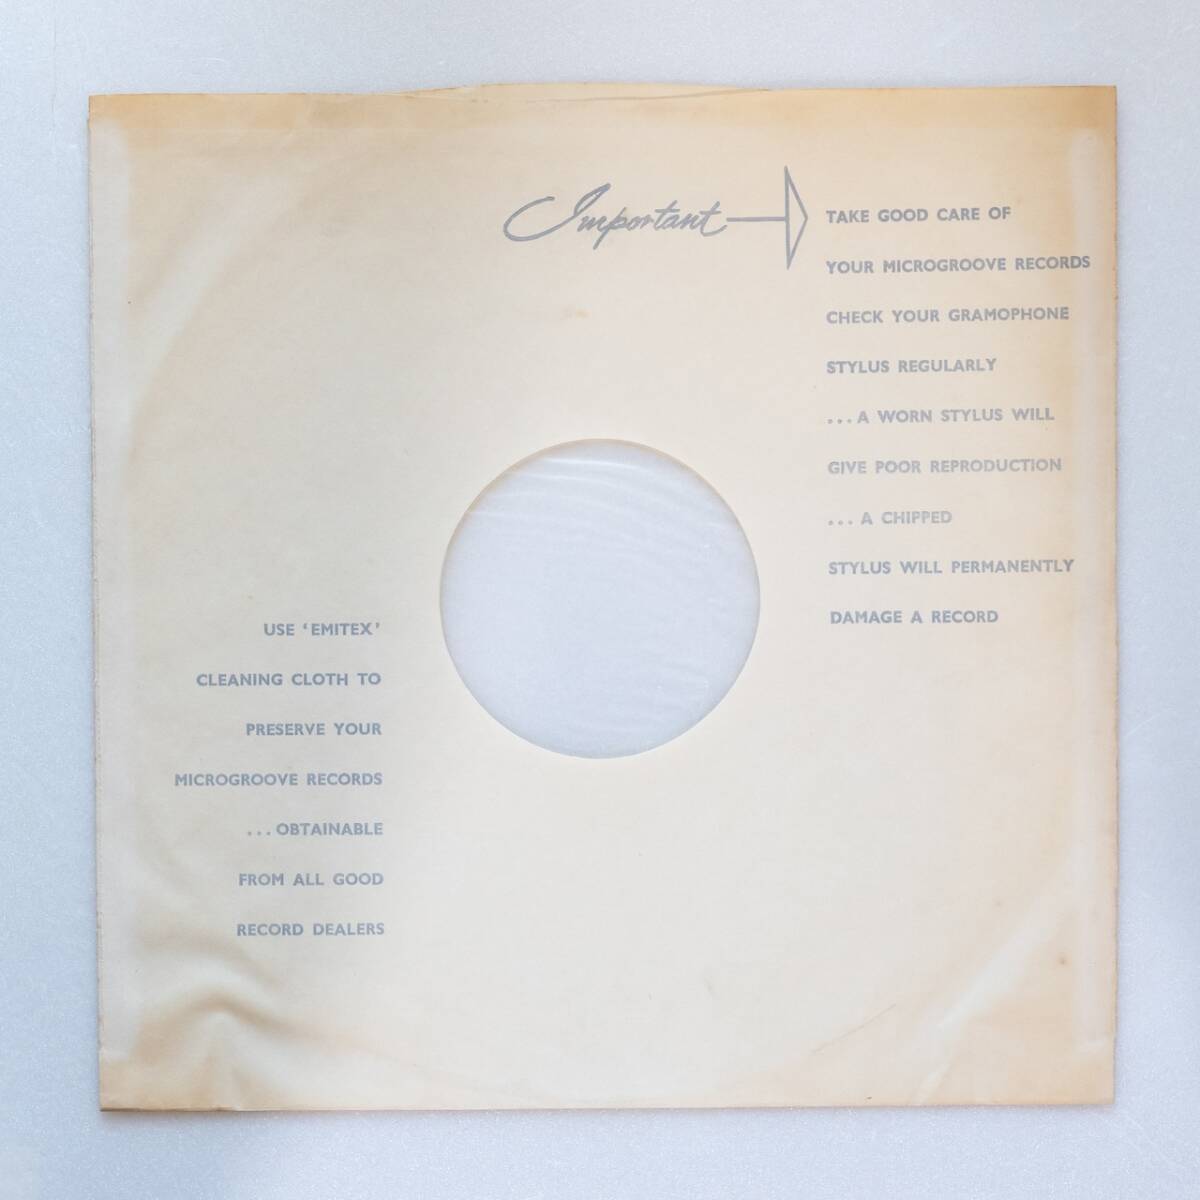 Important
TAKE GOOD CARE OF
YOUR MICROGROOVE RECORDS
CHECK YOUR GRAMOPHONE
STYLUS REGULARLY
...A WORN STYLUS WILL
GIVE POOR REPRODUCTION
... A CHIPPED
STYLUS WILL PERMANENTLY
DAMAGE A RECORD
USE ‘EMITEX’
CLEANING CLOTH TO
PRESERVE YOUR
MICROGROOVE RECORDS
...OBTAINABLE
FROM ALL GOOD
RECORD DEALERS